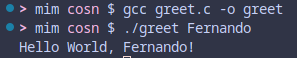 > mim cosn $ gcc greet.c -o greet
> mim cosn $ ./greet Fernando
Hello World, Fernando!